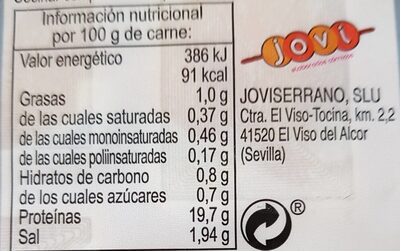 Información nutricional
por 100 g de carne:
Valor energético 386 kJ
91 kcal
Grasas 1,0 g
de las cuales saturadas 0,37 g
de las cuales monoinsaturadas 0,46 g
de las cuales poliinsaturadas 0,17 g
Hidratos de carbono 0,8 g
de los cuales azúcares 0,7 g
Proteínas 19,7 g
Sal 1,94 g
jovi
elaborados cárnicos
JOVISERRANO, SLU
Ctra. El Viso-Tocina, km. 2,2
41520 El Viso del Alcor
(Sevilla)
®